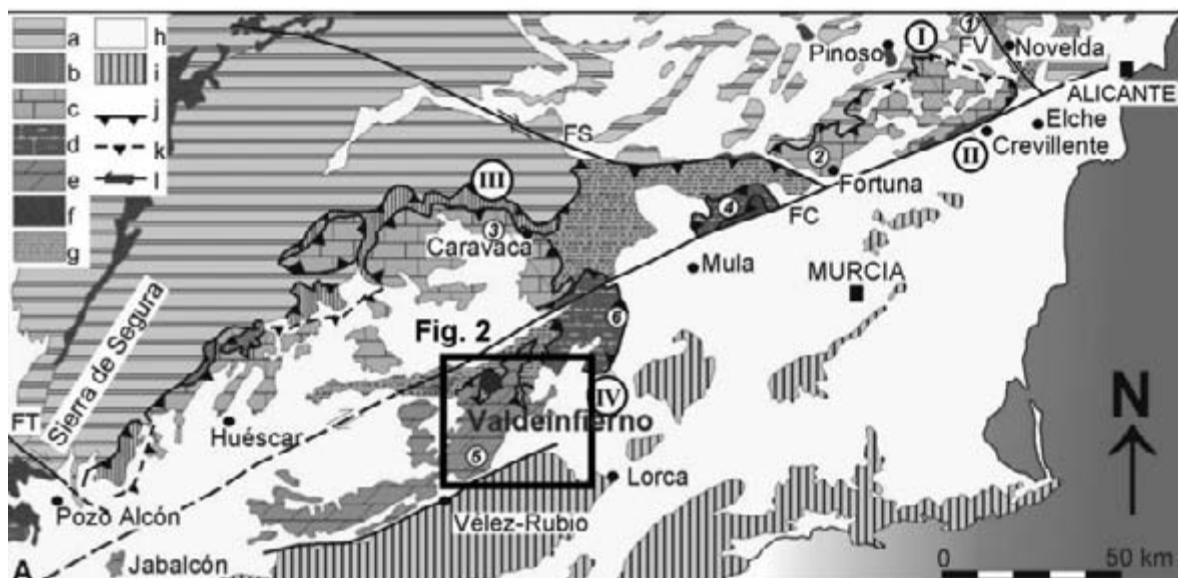 a
h
b
i
c
j
d
k
e
l
f
g
Pinoso
I
1
FV
Novelda
ALICANTE
Elche
Crevillente
II
FS
2
Fortuna
III
4
FC
3
Caravaca
Mula
MURCIA
Sierra de Segura
Fig. 2
6
IV
FT
Huéscar
Valdeinfierno
5
N
Lorca
Pozo Alcón
Vélez-Rubio
A
Jabalcón
0
50 km